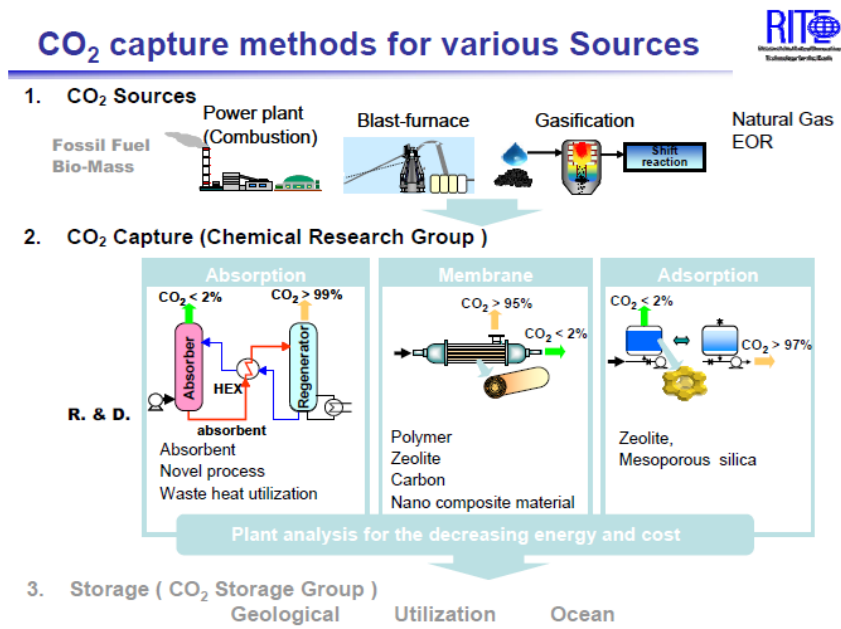 CO₂ capture methods for various Sources
RITE
1. CO₂ Sources
Fossil Fuel
Bio-Mass
Power plant
(Combustion)
Blast-furnace
Gasification
Shift
reaction
Natural Gas
EOR
2. CO₂ Capture (Chemical Research Group )
R. & D.
Absorption
CO₂ < 2%
CO₂ > 99%
Absorber
HEX
Regenerator
absorbent
Absorbent
Novel process
Waste heat utilization
Membrane
CO₂ > 95%
CO₂ < 2%
Polymer
Zeolite
Carbon
Nano composite material
Adsorption
CO₂ < 2%
CO₂ > 97%
Zeolite,
Mesoporous silica
Plant analysis for the decreasing energy and cost
3. Storage ( CO₂ Storage Group )
Geological Utilization Ocean